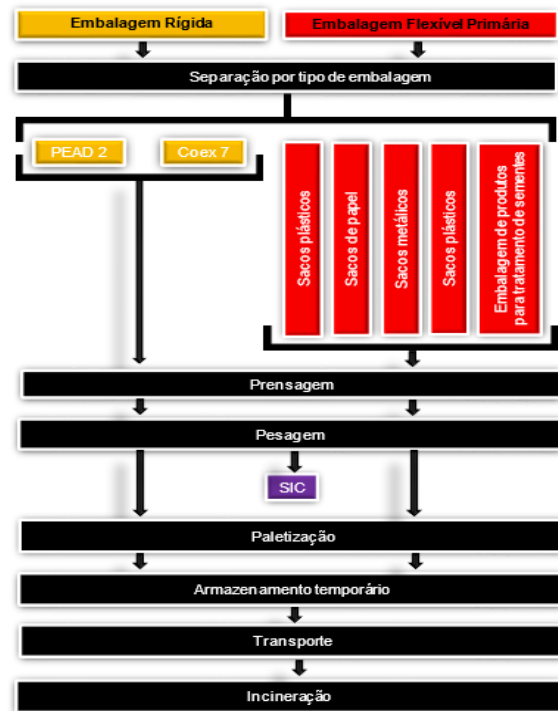 Embalagem Rígida
Embalagem Flexível Primária
Separação por tipo de embalagem
PEAD 2
Coex 7
Sacos plásticos
Sacos de papel
Sacos metálicos
Sacos plásticos
Embalagem de produtos
para tratamento de sementes
Prensagem
Pesagem
SIC
Paletização
Armazenamento temporário
Transporte
Incineração